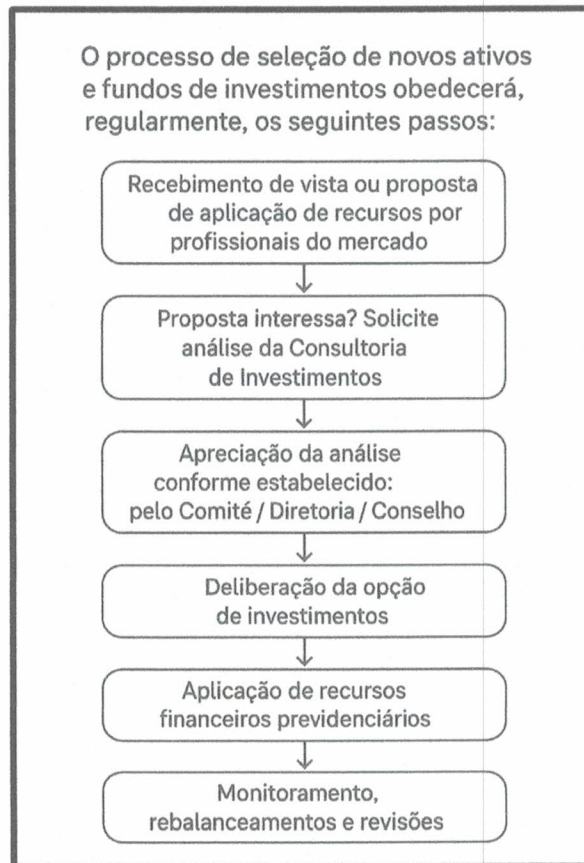 O processo de seleção de novos ativos
e fundos de investimentos obedecerá,
regularmente, os seguintes passos:
Recebimento de vista ou proposta
de aplicação de recursos por
profissionais do mercado
Proposta interessa? Solicite
análise da Consultoria
de Investimentos
Apreciação da análise
conforme estabelecido:
pelo Comité / Diretoria / Conselho
Deliberação da opção
de investimentos
Aplicação de recursos
financeiros previdenciários
Monitoramento,
rebalanceamentos e revisões